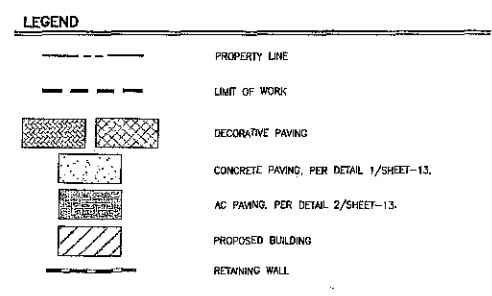 LEGEND
PROPERTY LINE
LIMIT OF WORK
DECORATIVE PAVING
CONCRETE PAVING, PER DETAIL 1/SHEET-13.
AC PAVING, PER DETAIL 2/SHEET-13.
PROPOSED BUILDING
RETAINING WALL